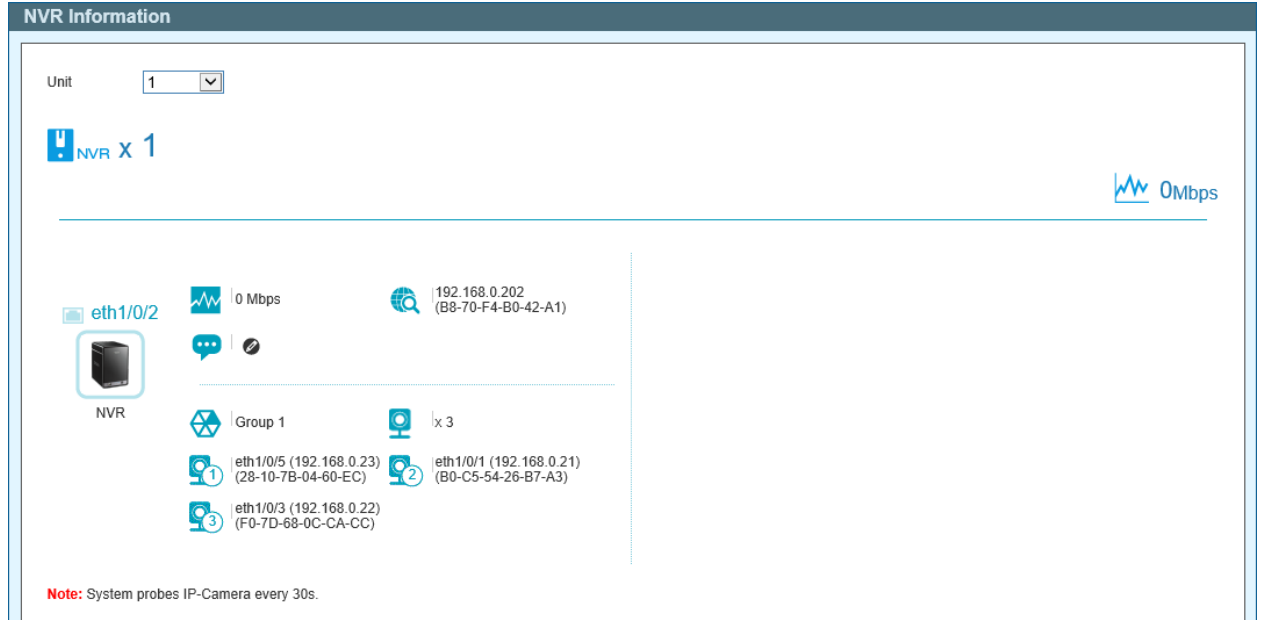 NVR Information
Unit 1
NVR x 1
0Mbps
eth1/0/2
NVR
0 Mbps
192.168.0.202
(B8-70-F4-B0-42-A1)
Group 1
x 3
1
eth1/0/5 (192.168.0.23)
(28-10-7B-04-60-EC)
2
eth1/0/1 (192.168.0.21)
(B0-C5-54-26-B7-A3)
3
eth1/0/3 (192.168.0.22)
(F0-7D-68-0C-CA-CC)
Note: System probes IP-Camera every 30s.